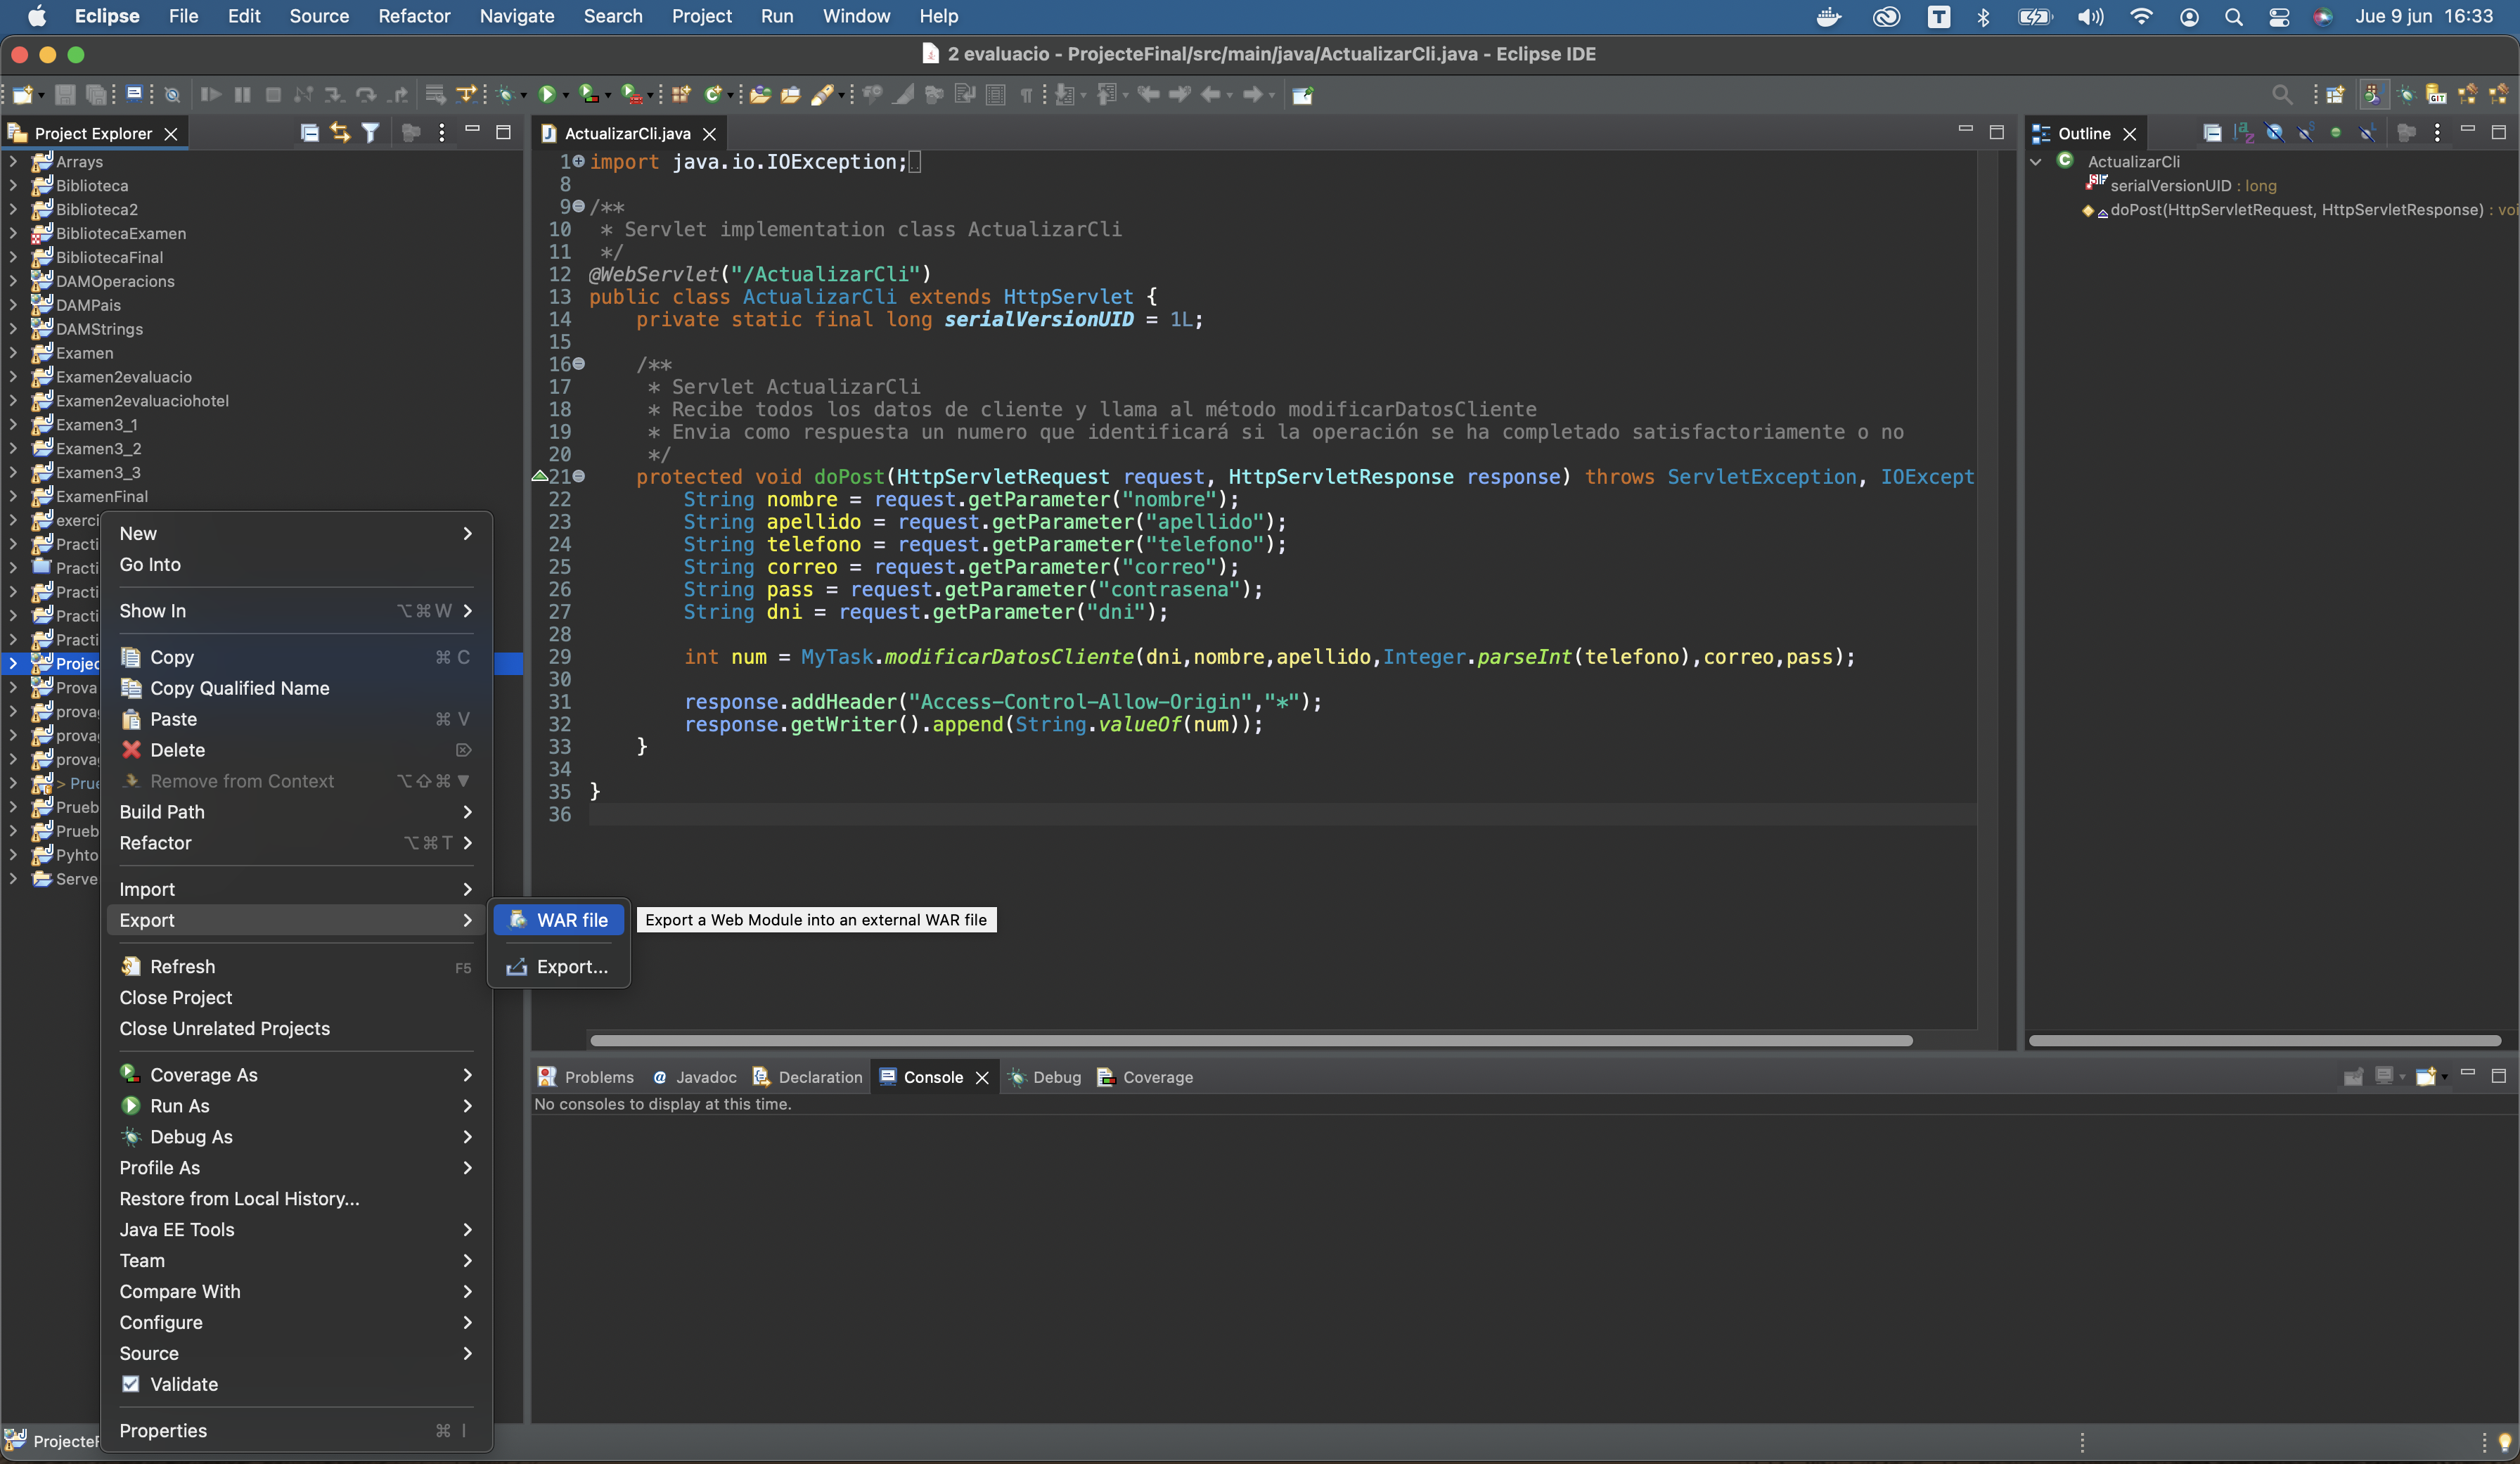 Eclipse File Edit Source Refactor Navigate Search Project Run Window Help
T
Jue 9 jun 16:33
2 evaluacio - ProjecteFinal/src/main/java/ActualizarCli.java - Eclipse IDE
Project Explorer
Arrays
Biblioteca
Biblioteca2
BibliotecaExamen
BibliotecaFinal
DAMOperacions
DAMPais
DAMStrings
Examen
Examen2evaluacio
Examen2evaluaciohotel
Examen3_1
Examen3_2
Examen3_3
ExamenFinal
exerci
Practi
Practi
Practi
Practi
Practi
Projec
Prova
prova
prova
prova
> Prue
Prueb
Prueb
Pyhto
Serve
New
Go Into
Show In ⌥⌘W
Copy ⌘C
Copy Qualified Name
Paste ⌘V
Delete ⌦
Remove from Context ⌥⇧⌘▼
Build Path
Refactor ⌥⌘T
Import
Export
Refresh F5
Close Project
Close Unrelated Projects
Coverage As
Run As
Debug As
Profile As
Restore from Local History...
Java EE Tools
Team
Compare With
Configure
Source
Validate
Properties ⌘I
WAR file
Export...
Export a Web Module into an external WAR file
ActualizarCli.java
1 import java.io.IOException;
8
9 /**
10 * Servlet implementation class ActualizarCli
11 */
12 @WebServlet("/ActualizarCli")
13 public class ActualizarCli extends HttpServlet {
14 private static final long serialVersionUID = 1L;
15
16 /**
17 * Servlet ActualizarCli
18 * Recibe todos los datos de cliente y llama al método modificarDatosCliente
19 * Envia como respuesta un numero que identificará si la operación se ha completado satisfactoriamente o no
20 */
21 protected void doPost(HttpServletRequest request, HttpServletResponse response) throws ServletException, IOExcept
22 String nombre = request.getParameter("nombre");
23 String apellido = request.getParameter("apellido");
24 String telefono = request.getParameter("telefono");
25 String correo = request.getParameter("correo");
26 String pass = request.getParameter("contrasena");
27 String dni = request.getParameter("dni");
28
29 int num = MyTask.modificarDatosCliente(dni,nombre,apellido,Integer.parseInt(telefono),correo,pass);
30
31 response.addHeader("Access-Control-Allow-Origin","*");
32 response.getWriter().append(String.valueOf(num));
33 }
34
35 }
36
Outline
ActualizarCli
serialVersionUID : long
doPost(HttpServletRequest, HttpServletResponse) : voi
Problems @ Javadoc Declaration Console Debug Coverage
No consoles to display at this time.
ProjecteF